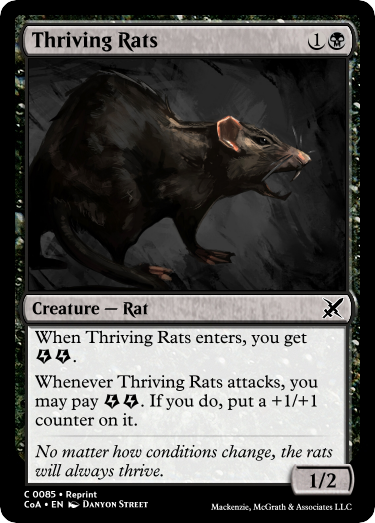 Thriving Rats 1
Creature — Rat
When Thriving Rats enters, you get
.
Whenever Thriving Rats attacks, you
may pay . If you do, put a +1/+1
counter on it.
No matter how conditions change, the rats
will always thrive.
1/2
C 0085 • Reprint
CoA • EN Danyon Street
Mackenzie, McGrath & Associates LLC